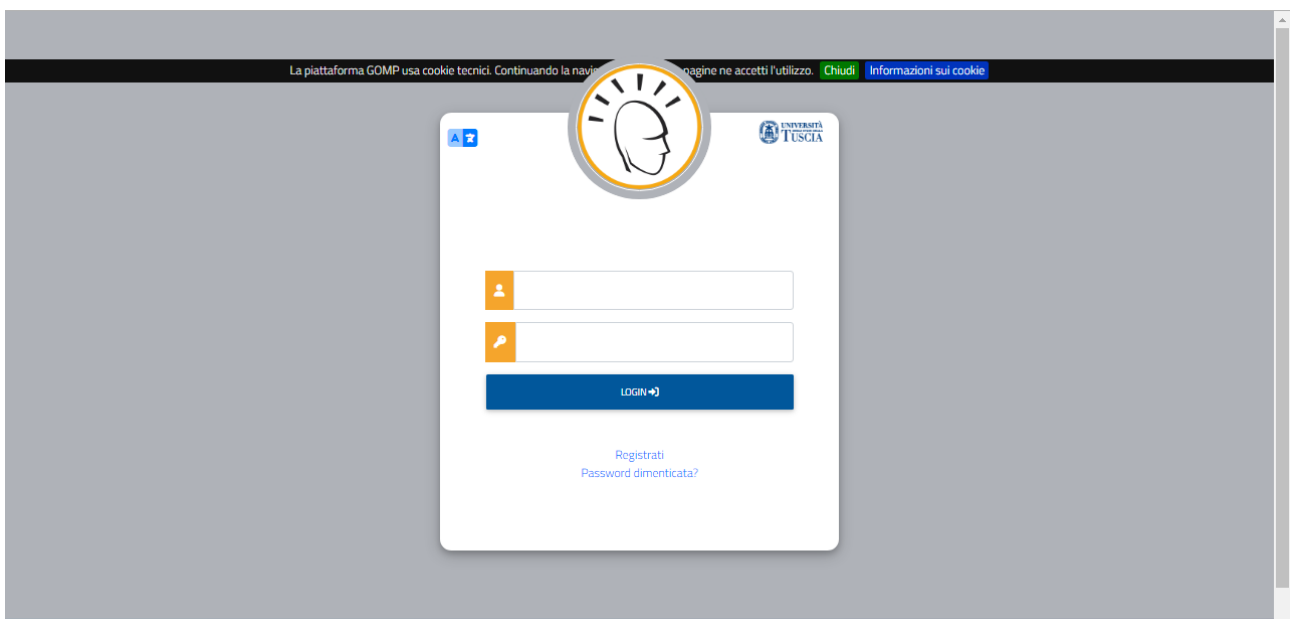 La piattaforma GOMP usa cookie tecnici. Continuando la navi pagine ne accetti l'utilizzo. Chiudi Informazioni sui cookie
A
UNIVERSITÀ
TUSCIA
LOGIN
Registrati
Password dimenticata?